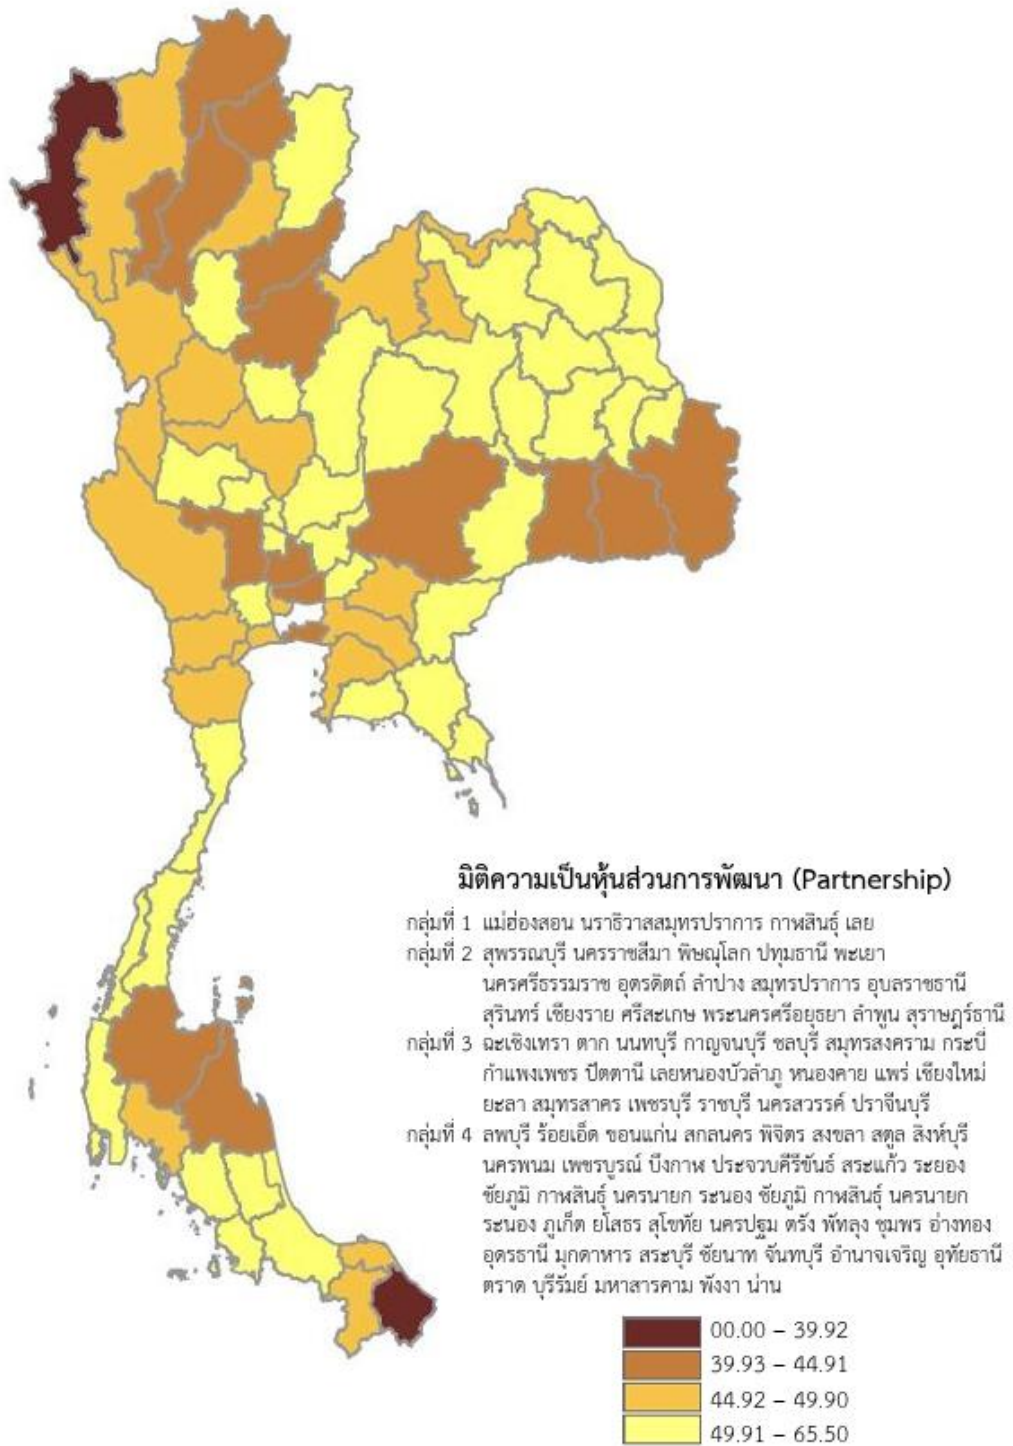 มิติความเป็นหุ้นส่วนการพัฒนา (Partnership)
กลุ่มที่ 1 แม่ฮ่องสอน นราธิวาสสมุทรปราการ กาฬสินธุ์ เลย
กลุ่มที่ 2 สุพรรณบุรี นครราชสีมา พิษณุโลก ปทุมธานี พะเยา
นครศรีธรรมราช อุตรดิตถ์ ลำปาง สมุทรปราการ อุบลราชธานี
สุรินทร์ เชียงราย ศรีสะเกษ พระนครศรีอยุธยา ลำพูน สุราษฎร์ธานี
กลุ่มที่ 3 ฉะเชิงเทรา ตาก นนทบุรี กาญจนบุรี ชลบุรี สมุทรสงคราม กระบี่
กำแพงเพชร ปัตตานี เลยหนองบัวลำภู หนองคาย แพร่ เชียงใหม่
ยะลา สมุทรสาคร เพชรบุรี ราชบุรี นครสวรรค์ ปราจีนบุรี
กลุ่มที่ 4 ลพบุรี ร้อยเอ็ด ขอนแก่น สกลนคร พิจิตร สงขลา สตูล สิงห์บุรี
นครพนม เพชรบูรณ์ บึงกาฬ ประจวบคีรีขันธ์ สระแก้ว ระยอง
ชัยภูมิ กาฬสินธุ์ นครนายก ระนอง ชัยภูมิ กาฬสินธุ์ นครนายก
ระนอง ภูเก็ต ยโสธร สุโขทัย นครปฐม ตรัง พัทลุง ชุมพร อ่างทอง
อุดรธานี มุกดาหาร สระบุรี ชัยนาท จันทบุรี อำนาจเจริญ อุทัยธานี
ตราด บุรีรัมย์ มหาสารคาม พังงา น่าน
00.00 – 39.92
39.93 – 44.91
44.92 – 49.90
49.91 – 65.50